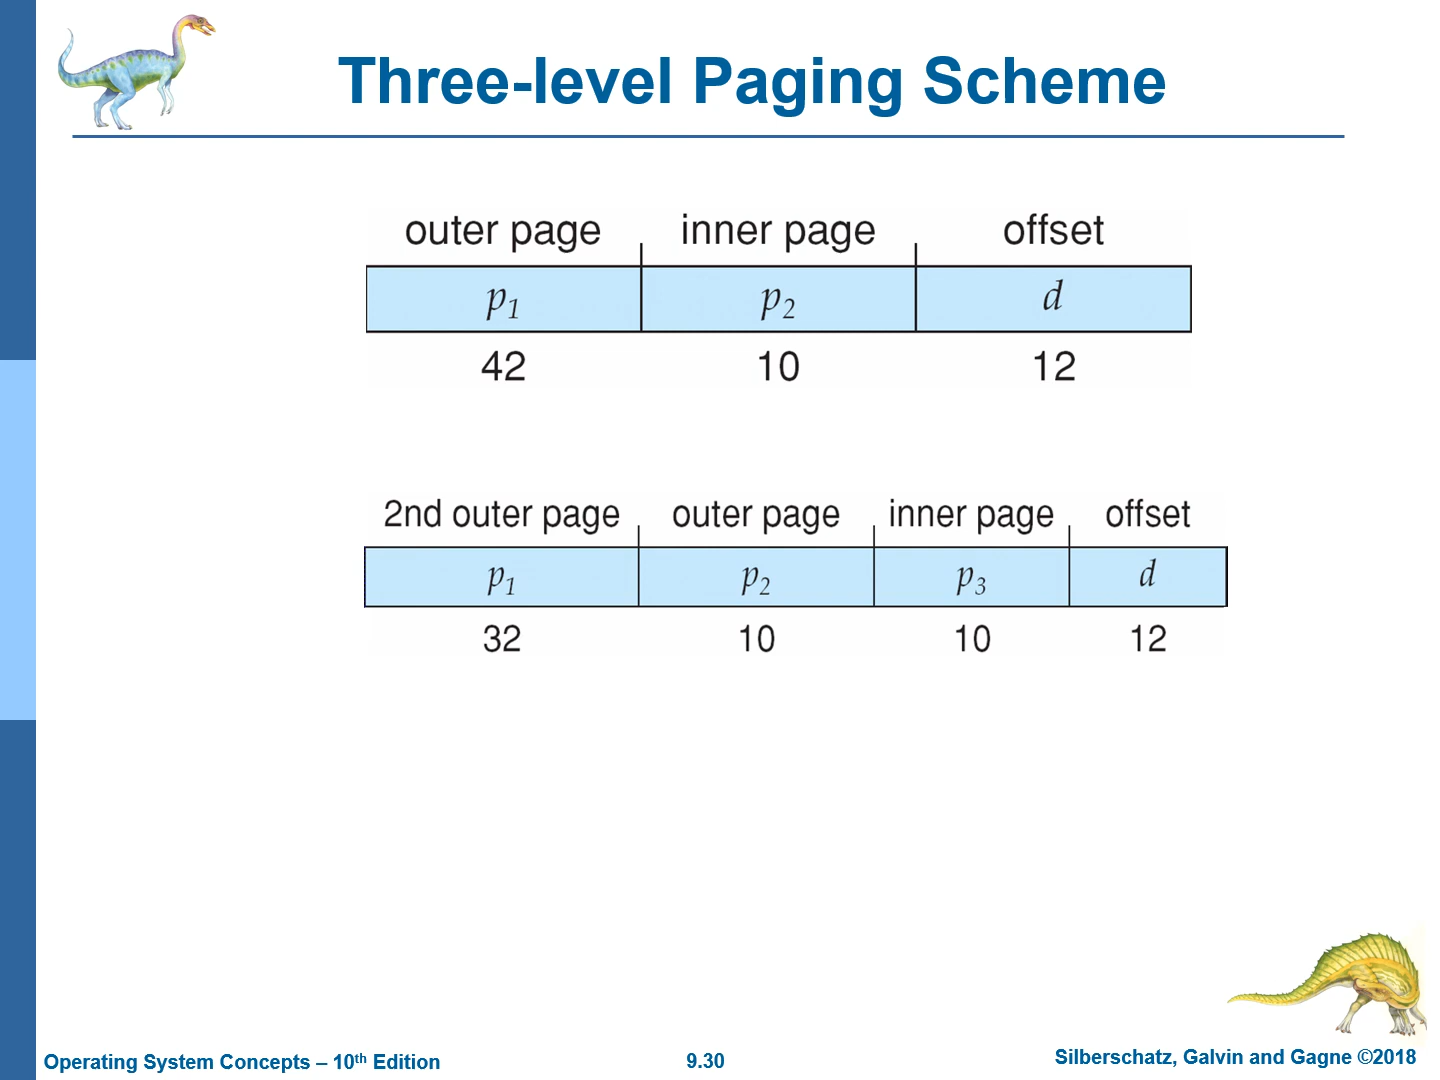 Three-level Paging Scheme
outer page inner page offset
p1 p2 d
42 10 12
2nd outer page outer page inner page offset
p1 p2 p3 d
32 10 10 12
Operating System Concepts – 10th Edition 9.30 Silberschatz, Galvin and Gagne ©2018